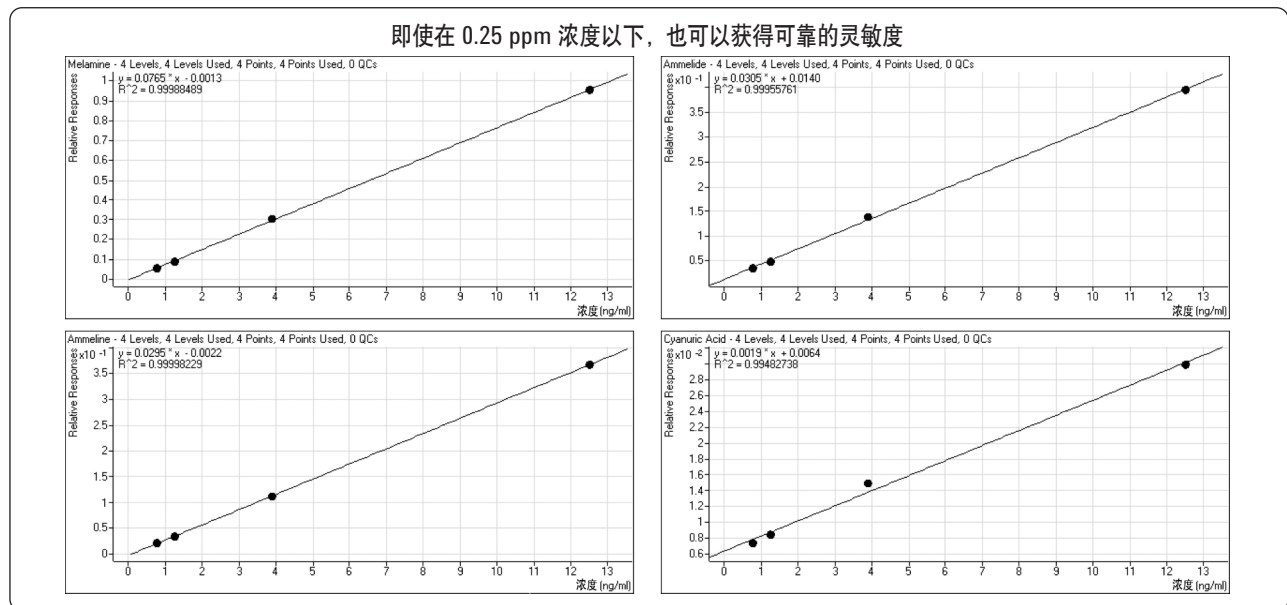 即使在 0.25 ppm 浓度以下，也可以获得可靠的灵敏度
Melamine - 4 Levels, 4 Levels Used, 4 Points, 4 Points Used, 0 QCs
y = 0.0765 * x - 0.0013
R^2 = 0.99988489
Relative Responses
1
0.9
0.8
0.7
0.6
0.5
0.4
0.3
0.2
0.1
0
0 1 2 3 4 5 6 7 8 9 10 11 12 13
浓度 (ng/ml)
Ammelide - 4 Levels, 4 Levels Used, 4 Points, 4 Points Used, 0 QCs
x10 -1
y = 0.0305 * x + 0.0140
R^2 = 0.99955761
Relative Responses
3.5
3
2.5
2
1.5
1
0.5
0 1 2 3 4 5 6 7 8 9 10 11 12 13
浓度 (ng/ml)
Ammeline - 4 Levels, 4 Levels Used, 4 Points, 4 Points Used, 0 QCs
x10 -1
y = 0.0295 * x - 0.0022
R^2 = 0.99998229
Relative Responses
3.5
3
2.5
2
1.5
1
0.5
0
0 1 2 3 4 5 6 7 8 9 10 11 12 13
浓度 (ng/ml)
Cyanuric Acid - 4 Levels, 4 Levels Used, 4 Points, 4 Points Used, 0 QCs
x10 -2
y = 0.0019 * x + 0.0064
R^2 = 0.99482738
Relative Responses
2.8
2.6
2.4
2.2
2
1.8
1.6
1.4
1.2
1
0.8
0.6
0 1 2 3 4 5 6 7 8 9 10 11 12 13
浓度 (ng/ml)